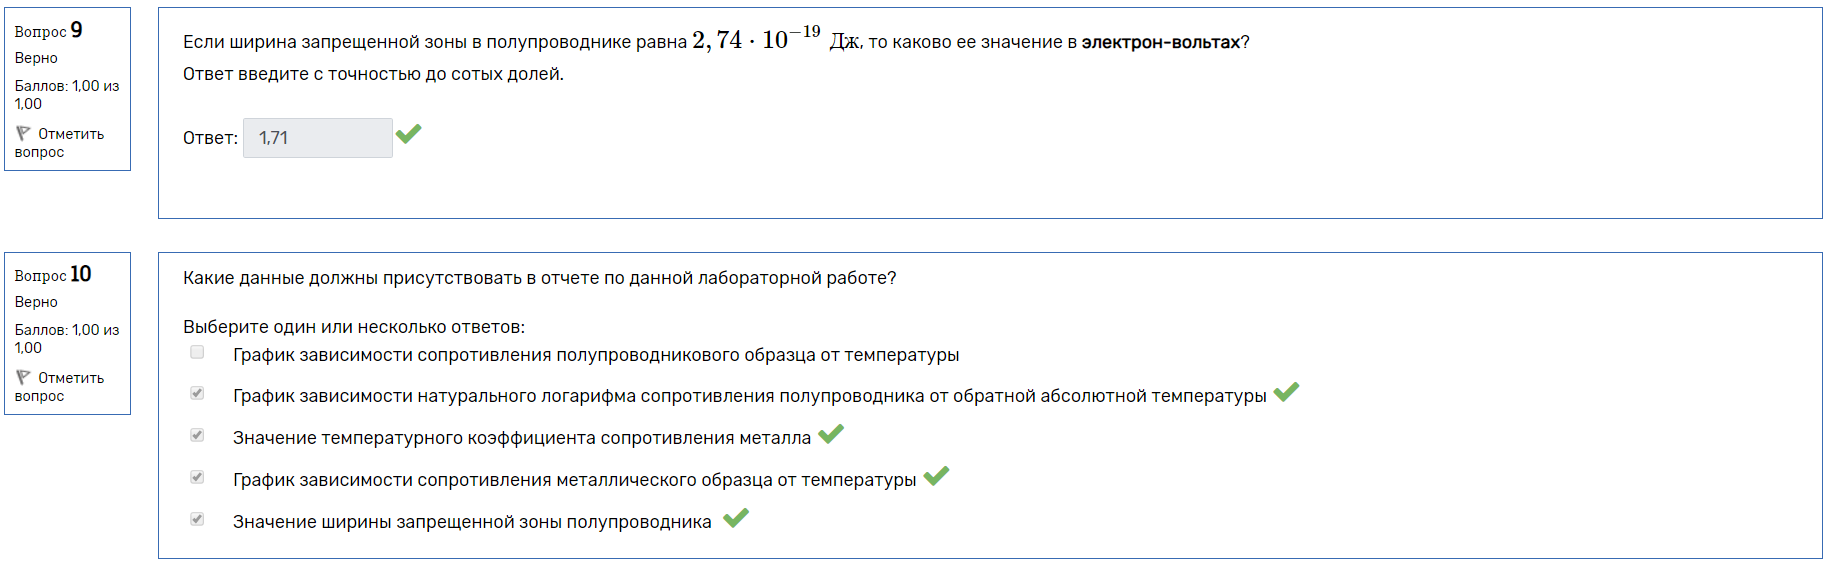 Вопрос 9
Верно
Баллов: 1,00 из
1,00
Отметить
вопрос
Если ширина запрещенной зоны в полупроводнике равна 2,74 · 10⁻¹⁹ Дж, то каково ее значение в электрон-вольтах?
Ответ введите с точностью до сотых долей.
Ответ: 1,71
Вопрос 10
Верно
Баллов: 1,00 из
1,00
Отметить
вопрос
Какие данные должны присутствовать в отчете по данной лабораторной работе?
Выберите один или несколько ответов:
График зависимости сопротивления полупроводникового образца от температуры
График зависимости натурального логарифма сопротивления полупроводника от обратной абсолютной температуры
Значение температурного коэффициента сопротивления металла
График зависимости сопротивления металлического образца от температуры
Значение ширины запрещенной зоны полупроводника